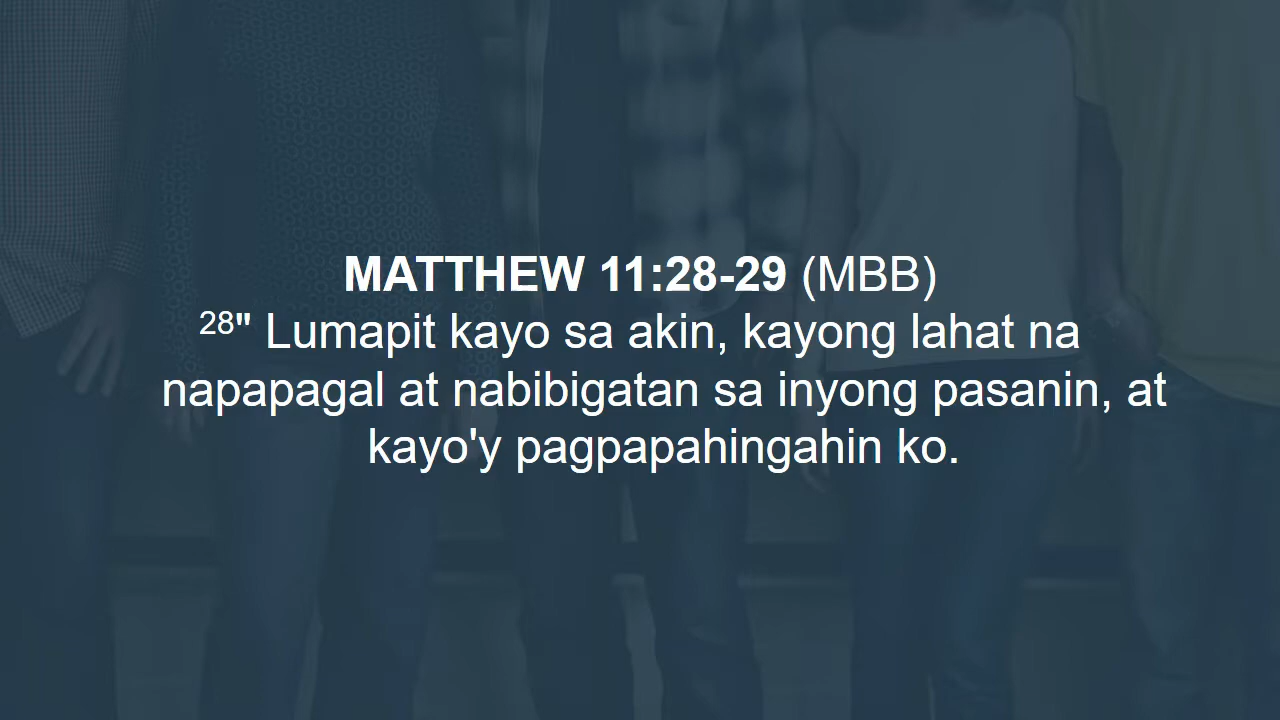 MATTHEW 11:28-29 (MBB)
28" Lumapit kayo sa akin, kayong lahat na
napapagal at nabibigatan sa inyong pasanin, at
kayo'y pagpapahingahin ko.